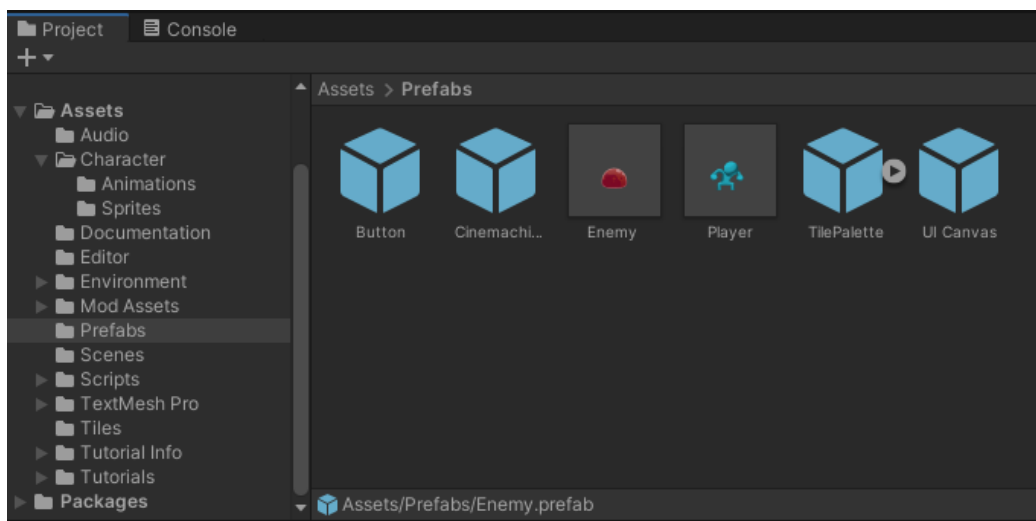 Project Console
Assets > Prefabs
Assets
Audio
Character
Animations
Sprites
Documentation
Editor
Environment
Mod Assets
Prefabs
Scenes
Scripts
TextMesh Pro
Tiles
Tutorial Info
Tutorials
Packages
Button Cinemachi... Enemy Player TilePalette UI Canvas
Assets/Prefabs/Enemy.prefab